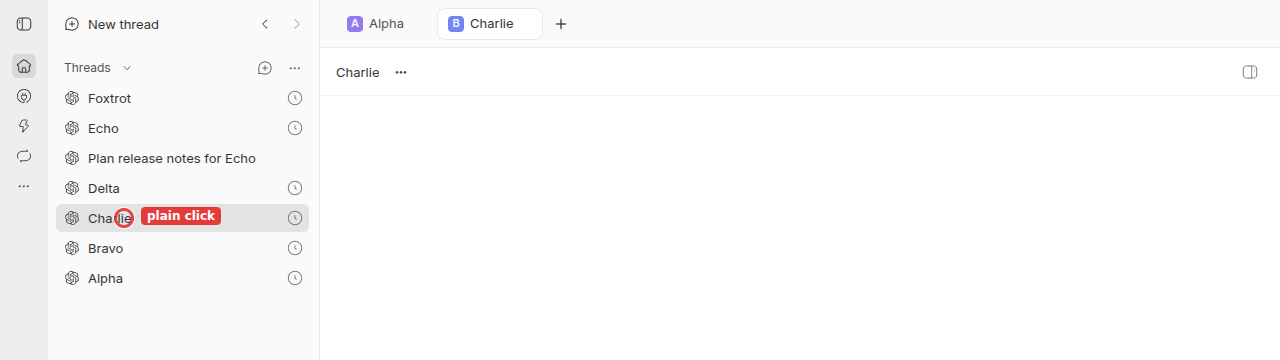 New thread
A Alpha
B Charlie
Threads
Charlie
Foxtrot
Echo
Plan release notes for Echo
Delta
Charlie
plain click
Bravo
Alpha